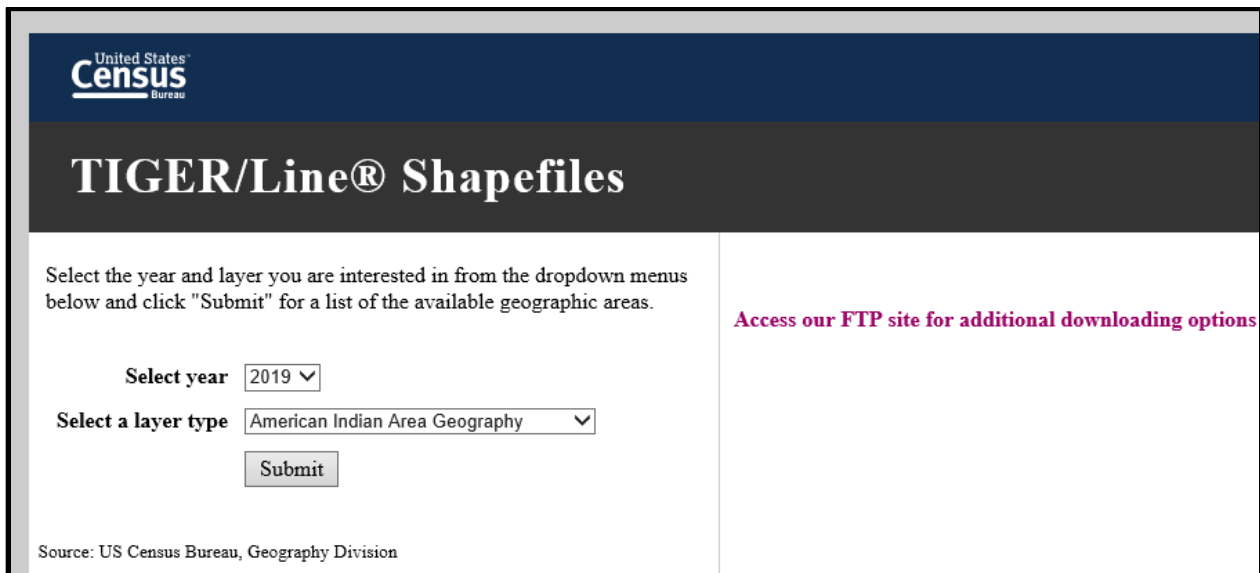 United States™
Census
Bureau
TIGER/Line® Shapefiles
Select the year and layer you are interested in from the dropdown menus
below and click "Submit" for a list of the available geographic areas.
Access our FTP site for additional downloading options
Select year 2019
Select a layer type American Indian Area Geography
Submit
Source: US Census Bureau, Geography Division